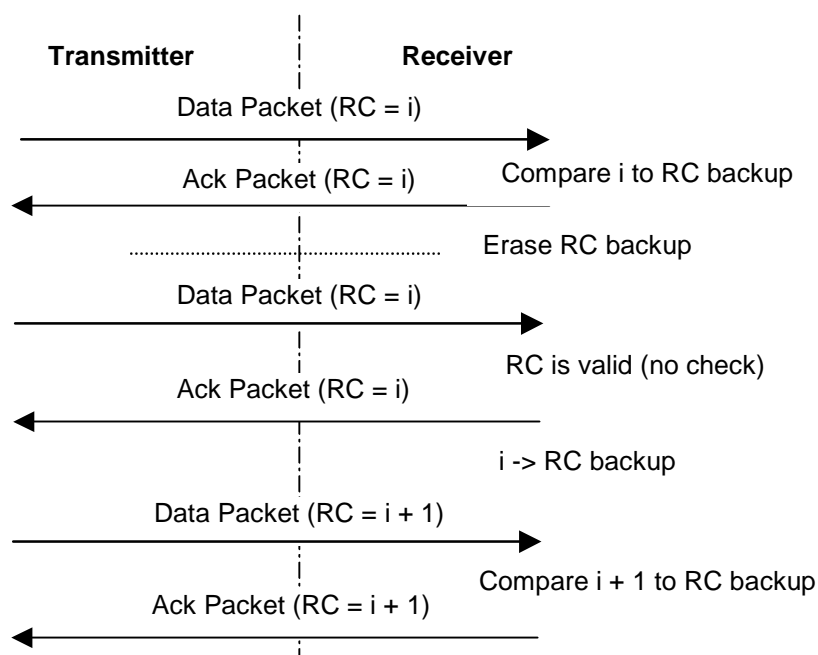 Transmitter Receiver
Data Packet (RC = i)
Compare i to RC backup
Ack Packet (RC = i)
Erase RC backup
Data Packet (RC = i)
RC is valid (no check)
Ack Packet (RC = i)
i -> RC backup
Data Packet (RC = i + 1)
Compare i + 1 to RC backup
Ack Packet (RC = i + 1)